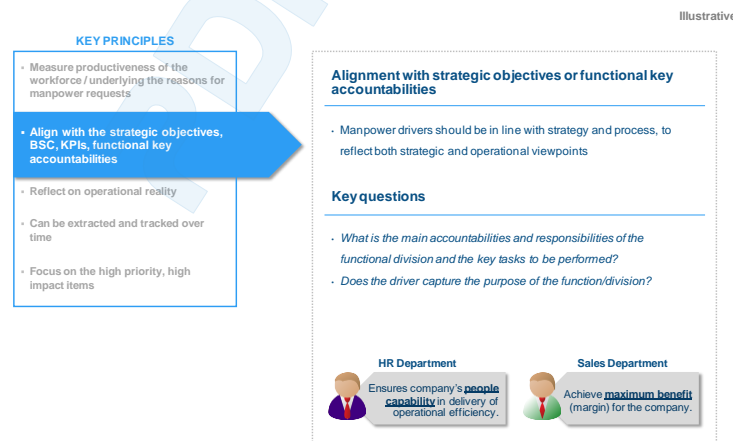 Illustrative
KEY PRINCIPLES
Measure productiveness of the
workforce / underlying the reasons for
manpower requests
Align with the strategic objectives,
BSC, KPIs, functional key
accountabilities
Reflect on operational reality
Can be extracted and tracked over
time
Focus on the high priority, high
impact items
Alignment with strategic objectives or functional key
accountabilities
Manpower drivers should be in line with strategy and process, to
reflect both strategic and operational viewpoints
Key questions
What is the main accountabilities and responsibilities of the
functional division and the key tasks to be performed?
Does the driver capture the purpose of the function/division?
HR Department
Ensures company's people
capability in delivery of
operational efficiency.
Sales Department
Achieve maximum benefit
(margin) for the company.